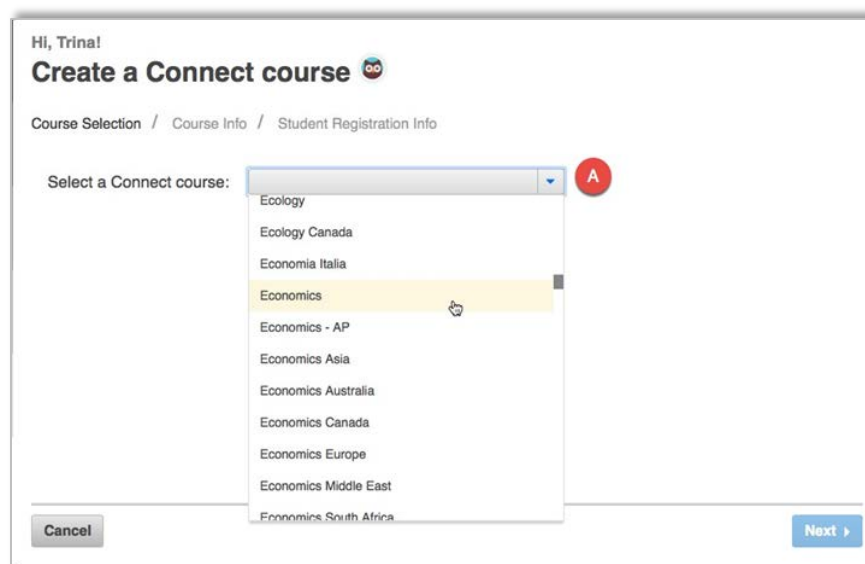 Hi, Trina!
Create a Connect course
Course Selection / Course Info / Student Registration Info
Select a Connect course:
A
Ecology
Ecology Canada
Economia Italia
Economics
Economics - AP
Economics Asia
Economics Australia
Economics Canada
Economics Europe
Economics Middle East
Economics South Africa
Cancel
Next